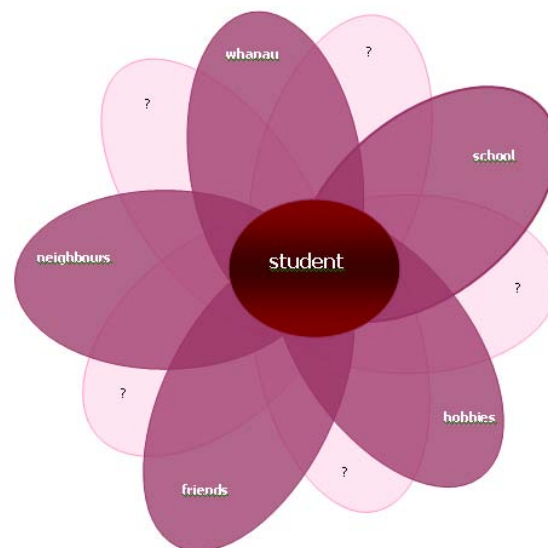 whanau
?
?
school
neighbours
student
?
?
hobbies
?
friends